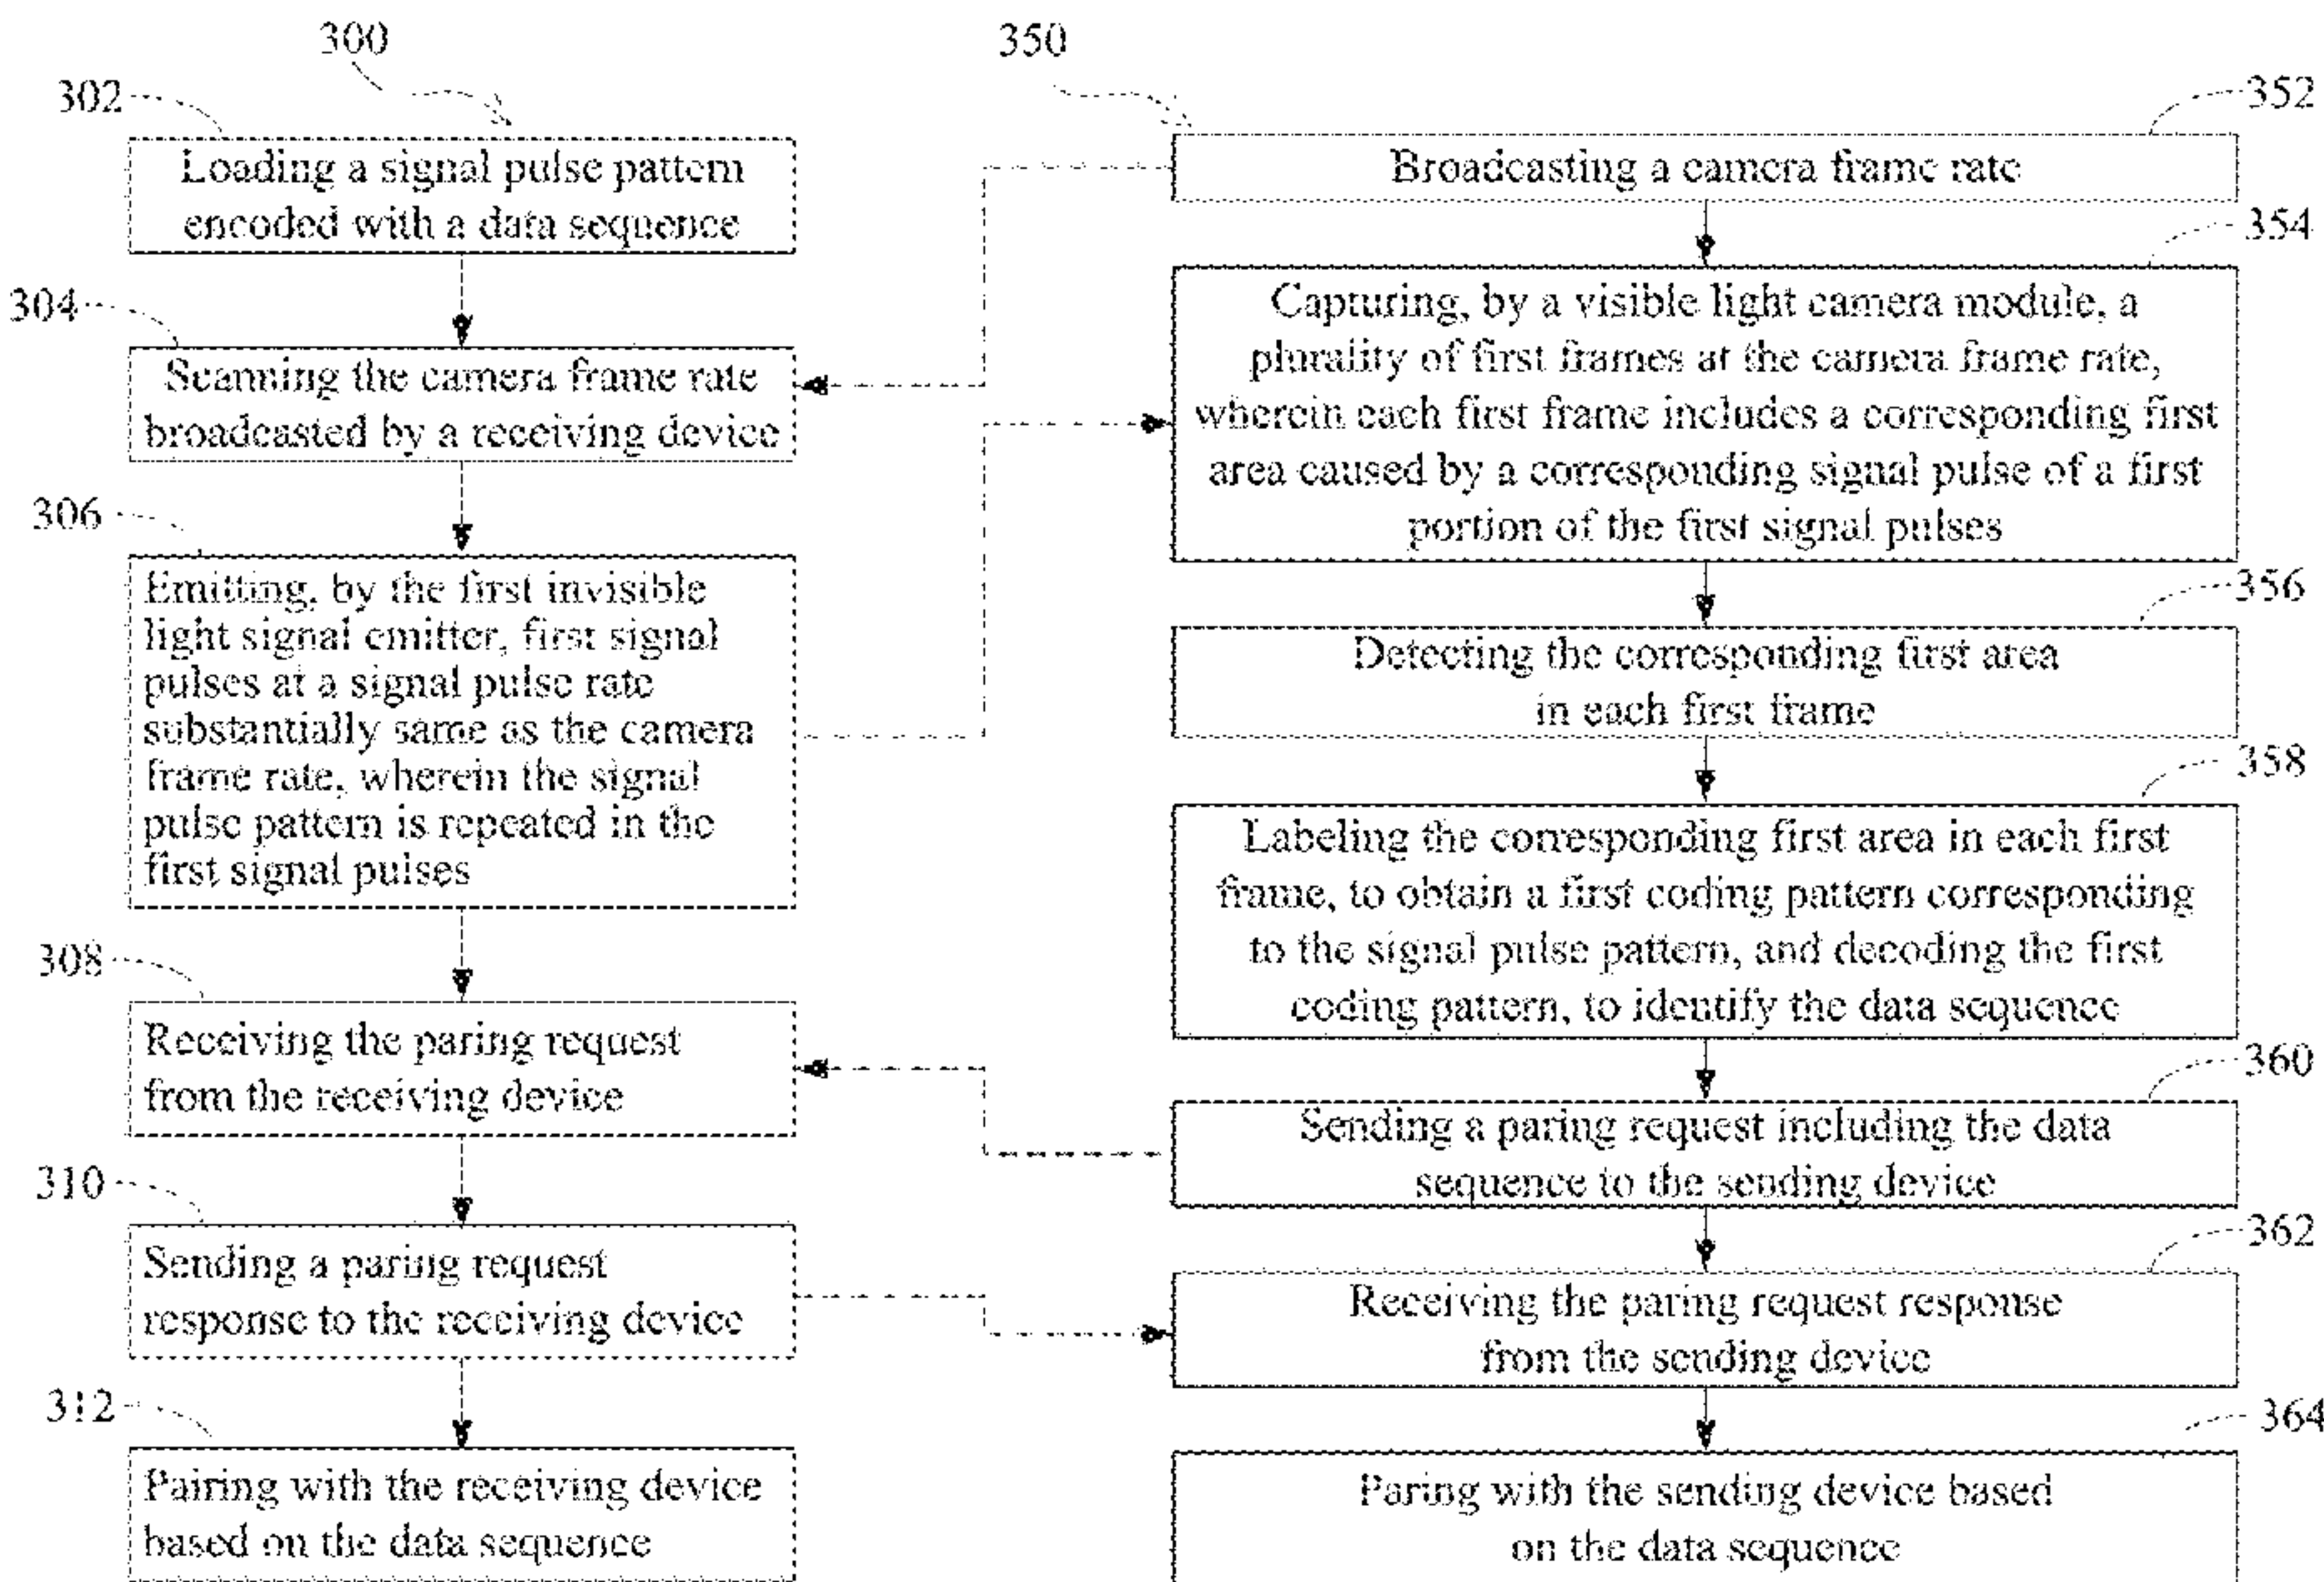 300
302
Loading a signal pulse pattern
encoded with a data sequence
304
Scanning the camera frame rate
broadcasted by a receiving device
306
Emitting, by the first invisible
light signal emitter, first signal
pulses at a signal pulse rate
substantially same as the camera
frame rate, wherein the signal
pulse pattern is repeated in the
first signal pulses
308
Receiving the paring request
from the receiving device
310
Sending a paring request
response to the receiving device
312
Pairing with the receiving device
based on the data sequence
350
352
Broadcasting a camera frame rate
354
Capturing, by a visible light camera module, a
plurality of first frames at the camera frame rate,
wherein each first frame includes a corresponding first
area caused by a corresponding signal pulse of a first
portion of the first signal pulses
356
Detecting the corresponding first area
in each first frame
358
Labeling the corresponding first area in each first
frame, to obtain a first coding pattern corresponding
to the signal pulse pattern, and decoding the first
coding pattern, to identify the data sequence
360
Sending a paring request including the data
sequence to the sending device
362
Receiving the paring request response
from the sending device
364
Paring with the sending device based
on the data sequence